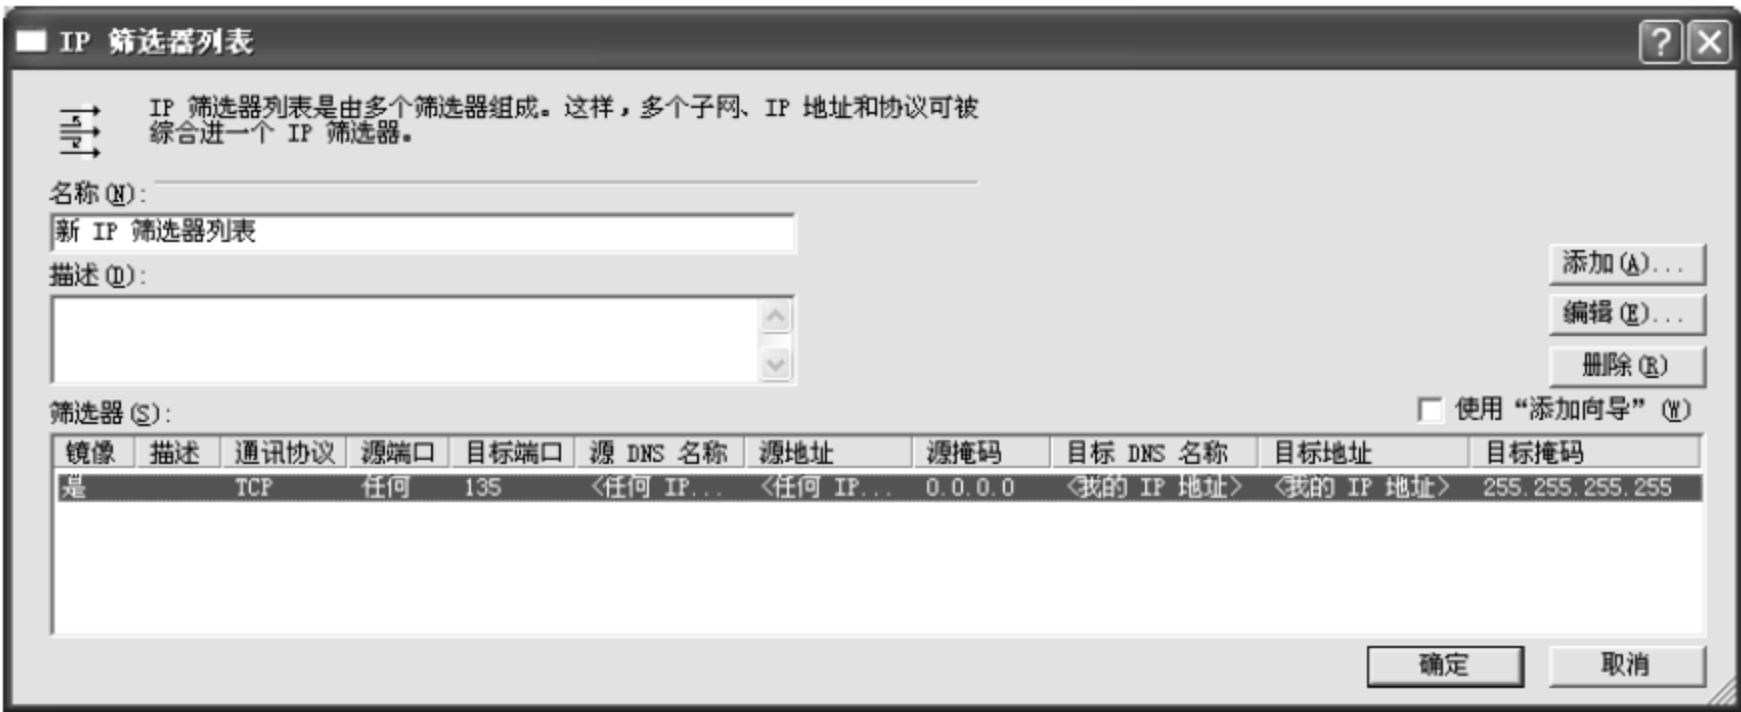 IP 筛选器列表
IP 筛选器列表是由多个筛选器组成。这样，多个子网、IP 地址和协议可被
综合进一个 IP 筛选器。
名称(N):
新 IP 筛选器列表
添加(A)...
描述(D):
编辑(E)...
删除(R)
筛选器(S):
使用“添加向导”(W)
镜像 描述 通讯协议 源端口 目标端口 源 DNS 名称 源地址 源掩码 目标 DNS 名称 目标地址 目标掩码
是 TCP 任何 135 <任何 IP... <任何 IP... 0.0.0.0 <我的 IP 地址> <我的 IP 地址> 255.255.255.255
确定 取消